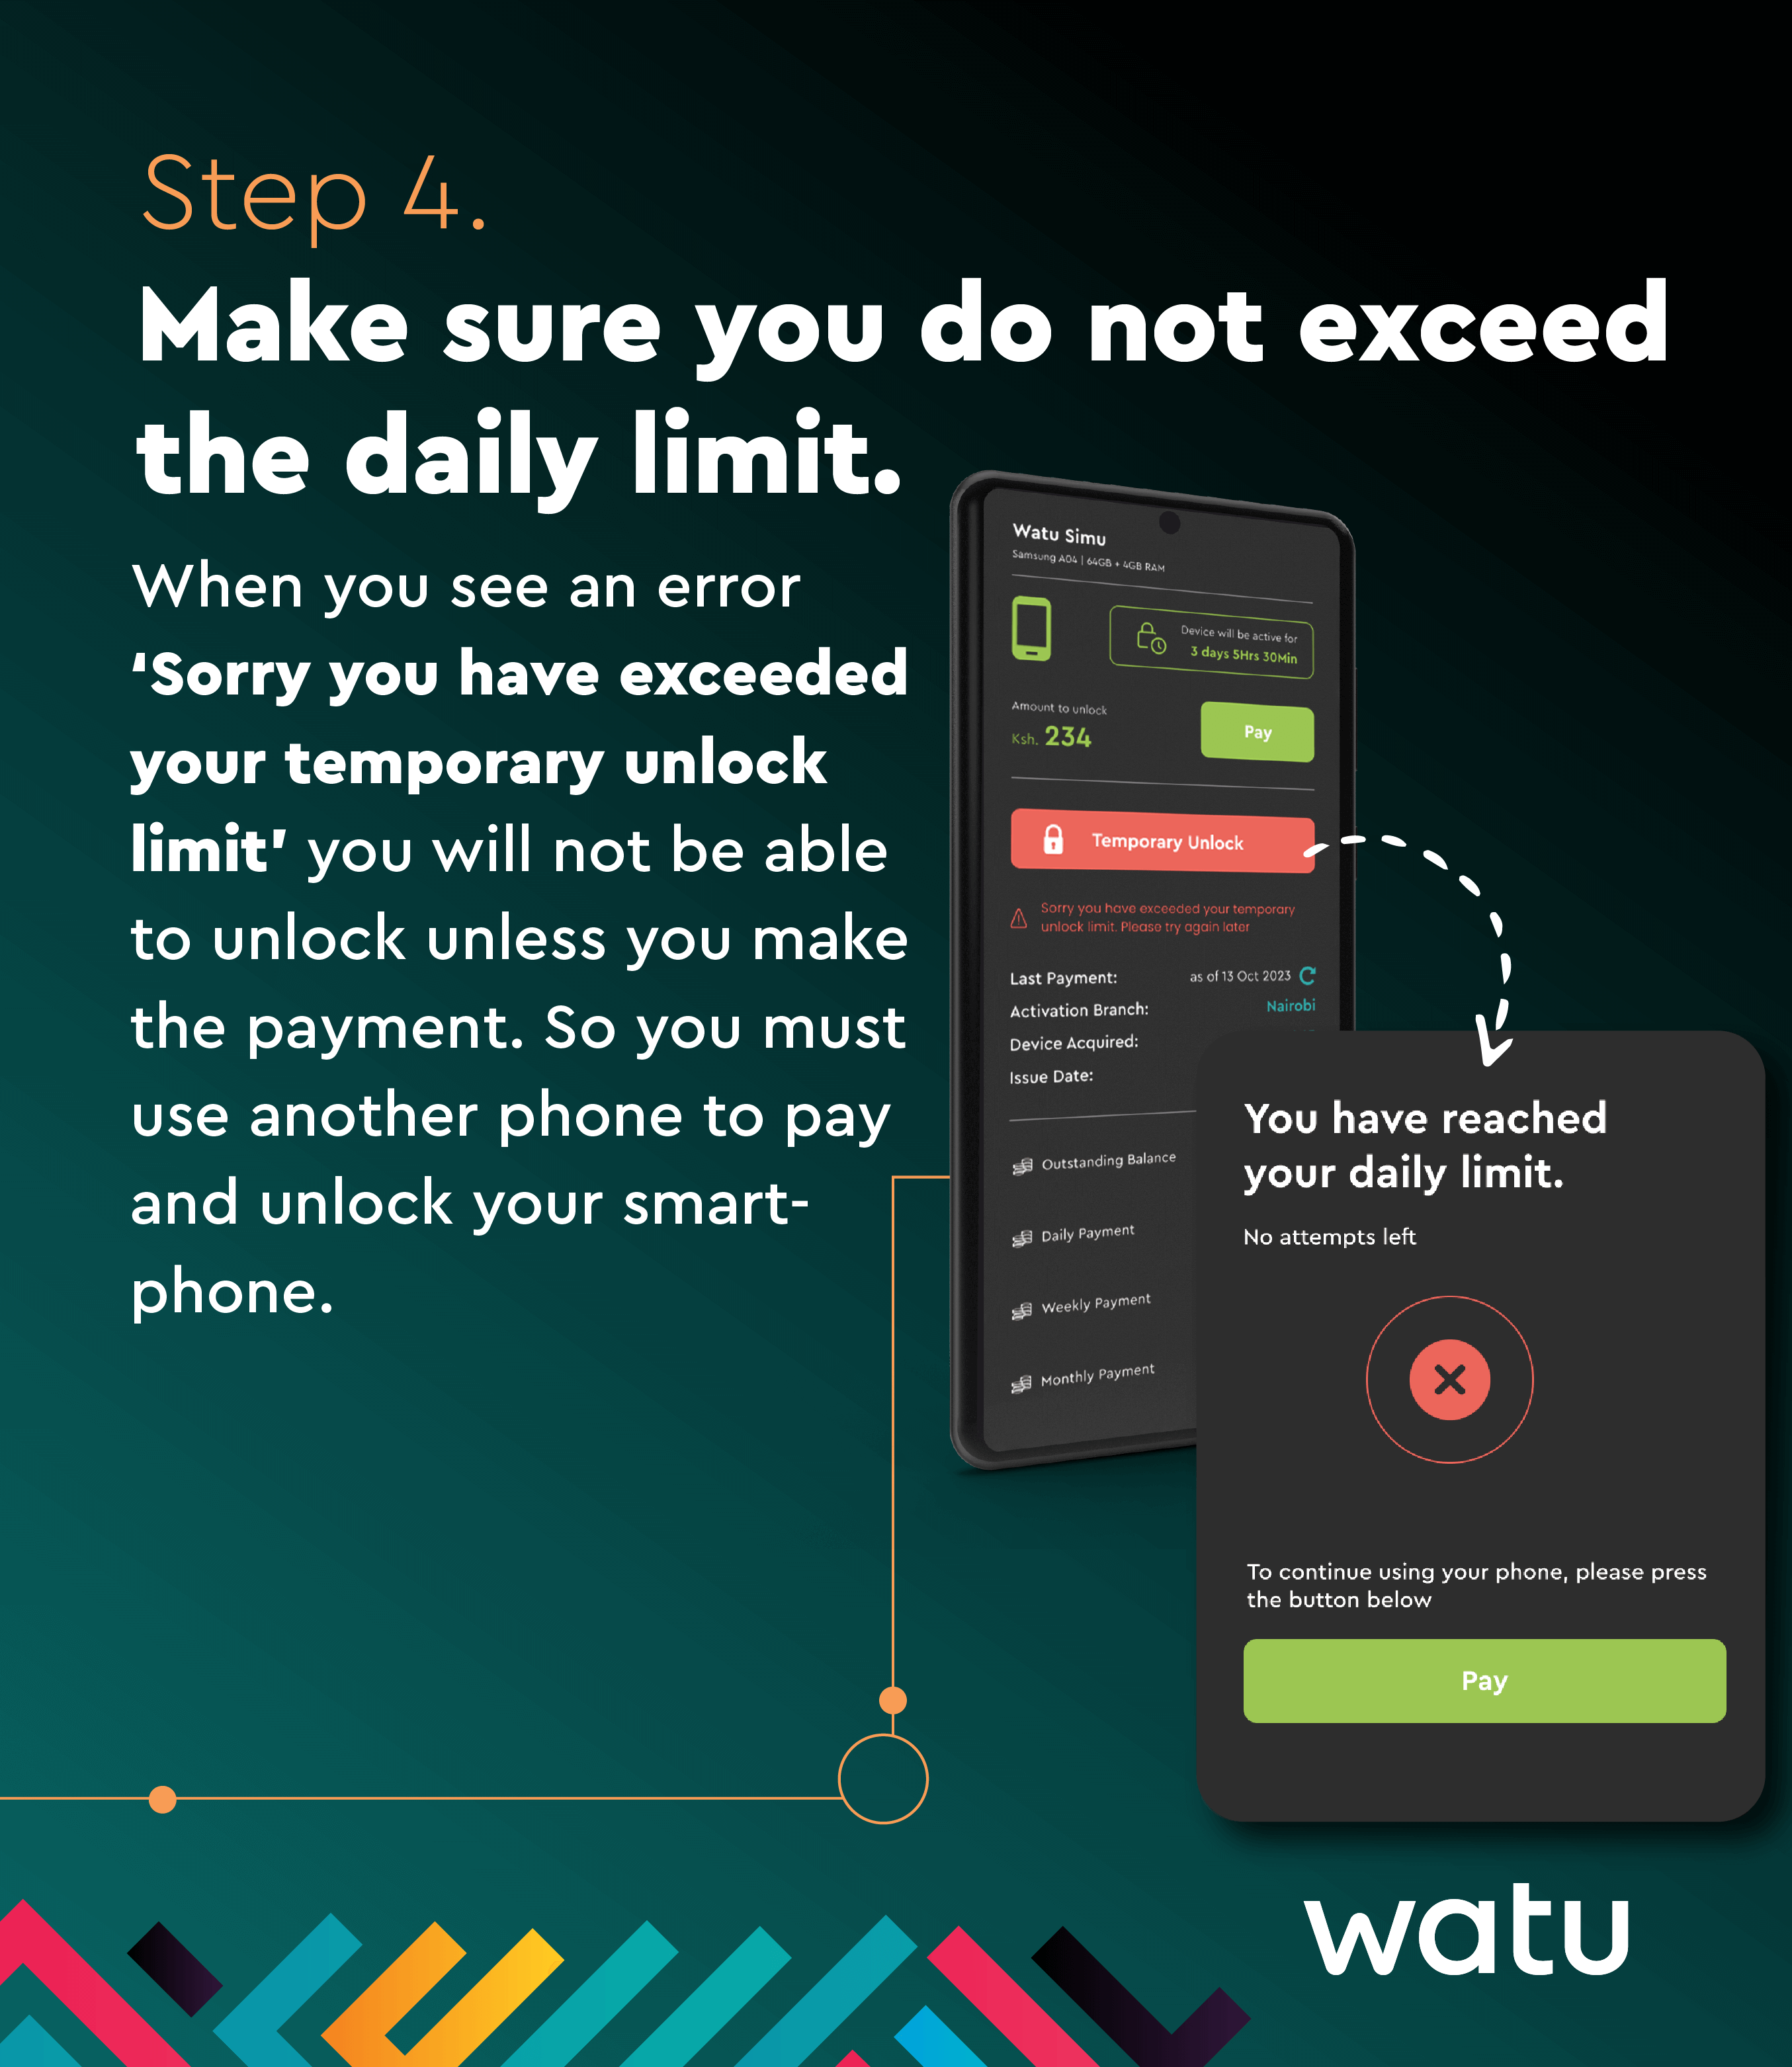 Step 4.
Make sure you do not exceed
the daily limit.
When you see an error
‘Sorry you have exceeded
your temporary unlock
limit’ you will not be able
to unlock unless you make
the payment. So you must
use another phone to pay
and unlock your smart-
phone.
Watu Simu
Samsung A04 | 64GB + 4GB RAM
Device will be active for
3 days 5Hrs 30Min
Amount to unlock
Ksh. 234
Pay
Temporary Unlock
Sorry you have exceeded your temporary
unlock limit. Please try again later
Last Payment: as of 13 Oct 2023
Activation Branch: Nairobi
Device Acquired:
Issue Date:
Outstanding Balance
Daily Payment
Weekly Payment
Monthly Payment
You have reached
your daily limit.
No attempts left
To continue using your phone, please press
the button below
Pay
watu